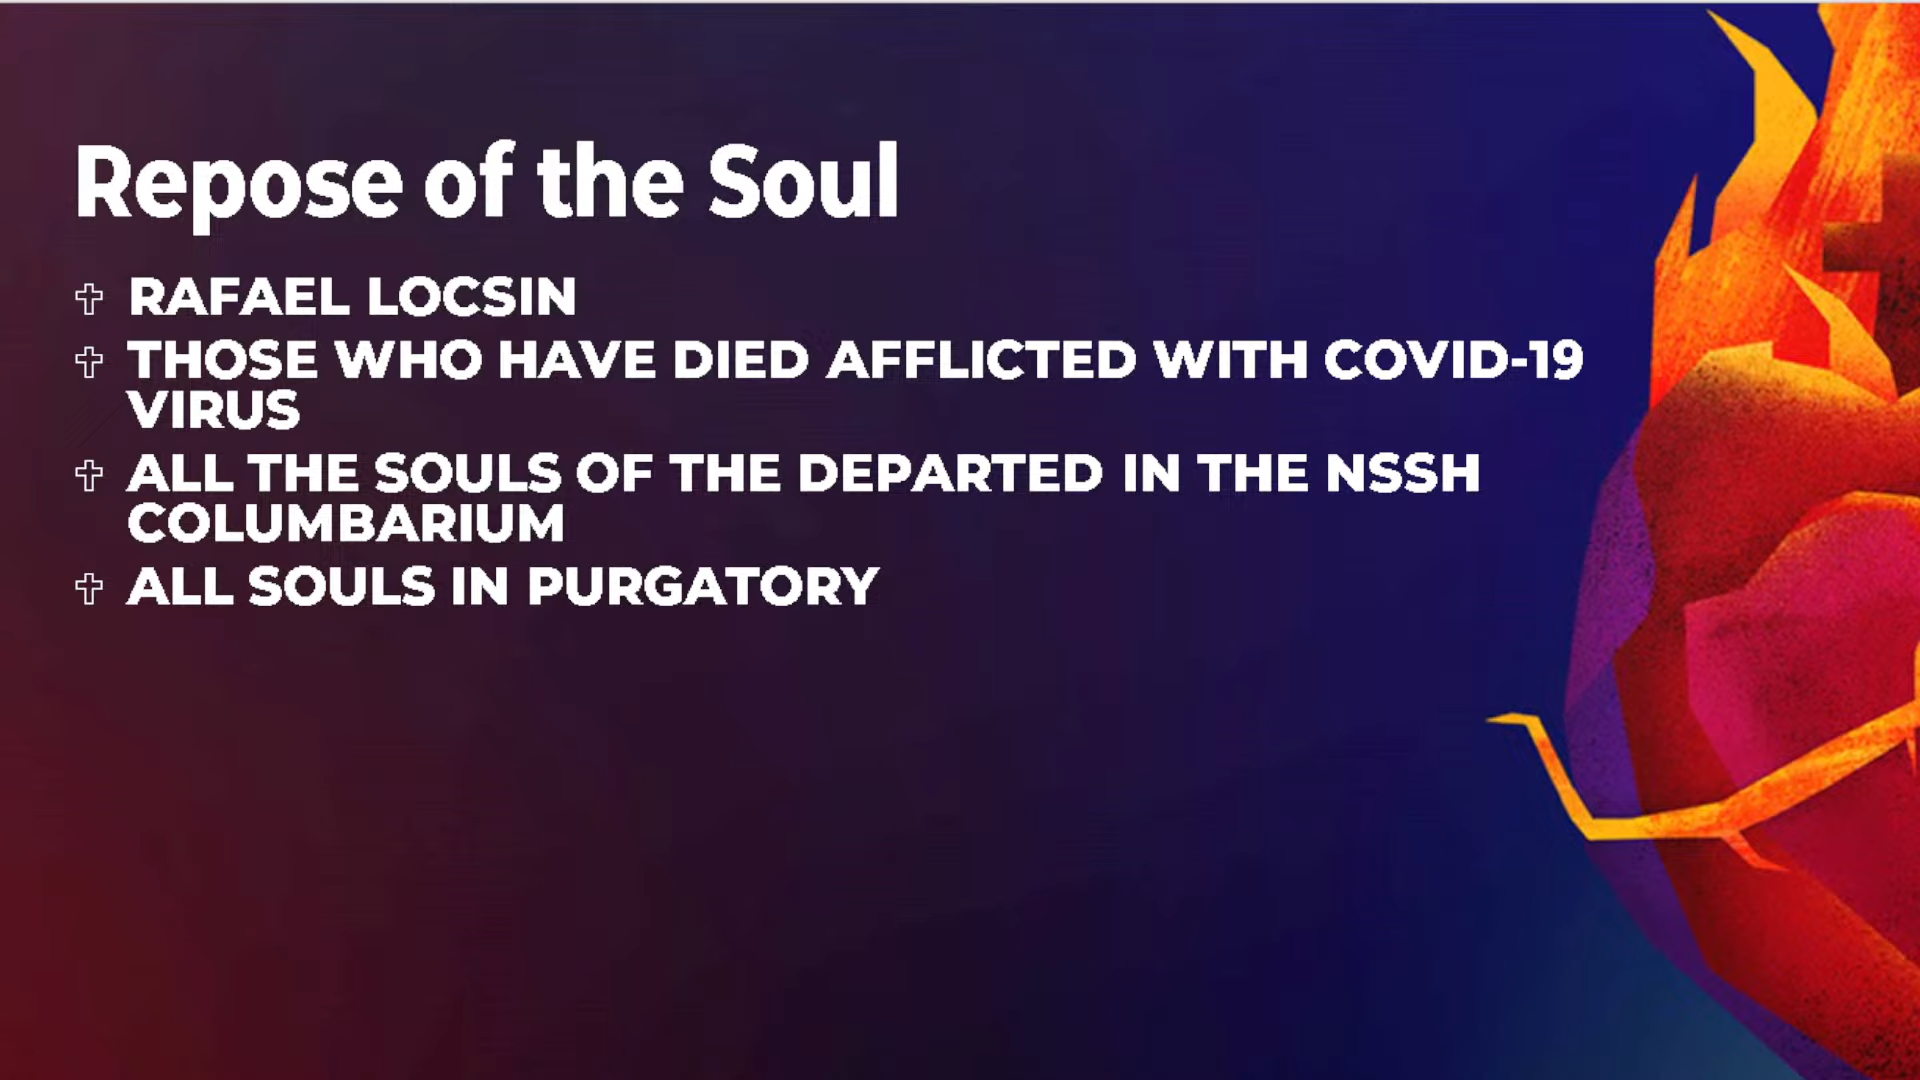 Repose of the Soul
✞ RAFAEL LOCSIN
✞ THOSE WHO HAVE DIED AFFLICTED WITH COVID-19
VIRUS
✞ ALL THE SOULS OF THE DEPARTED IN THE NSSH
COLUMBARIUM
✞ ALL SOULS IN PURGATORY